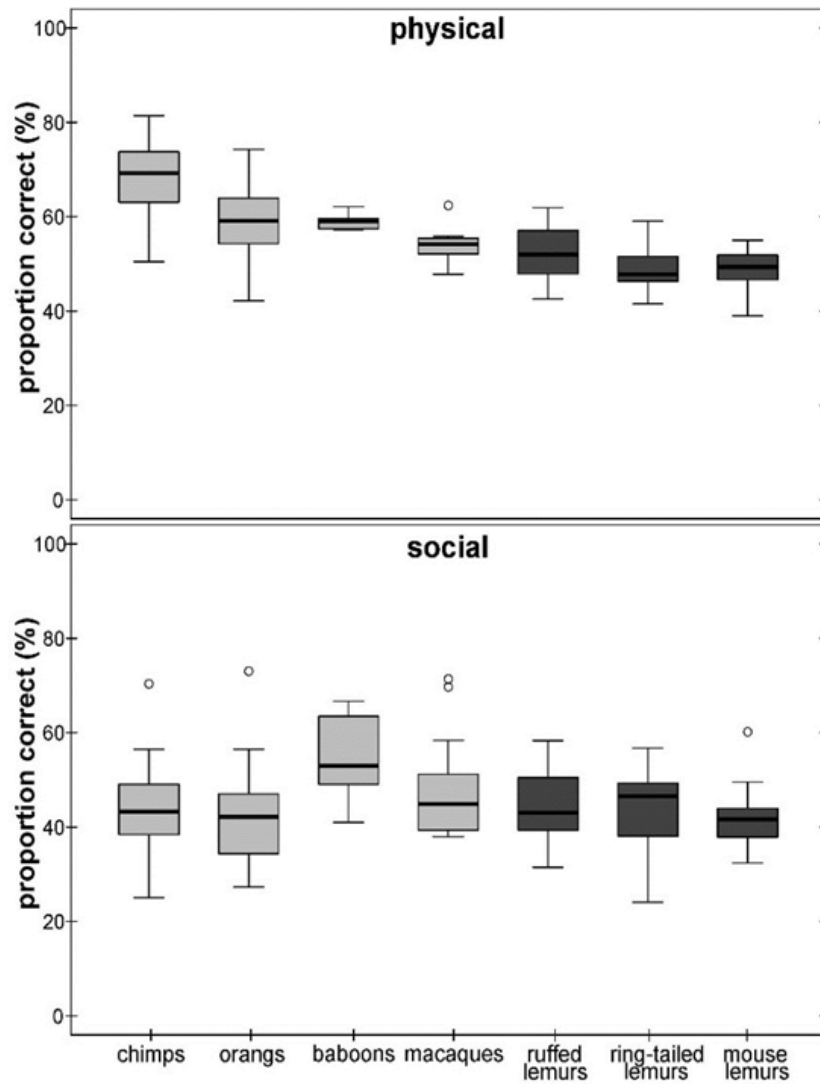 physical
proportion correct (%)
100
80
60
40
20
0
social
proportion correct (%)
100
80
60
40
20
0
chimps
orangs
baboons
macaques
ruffed
lemurs
ring-tailed
lemurs
mouse
lemurs